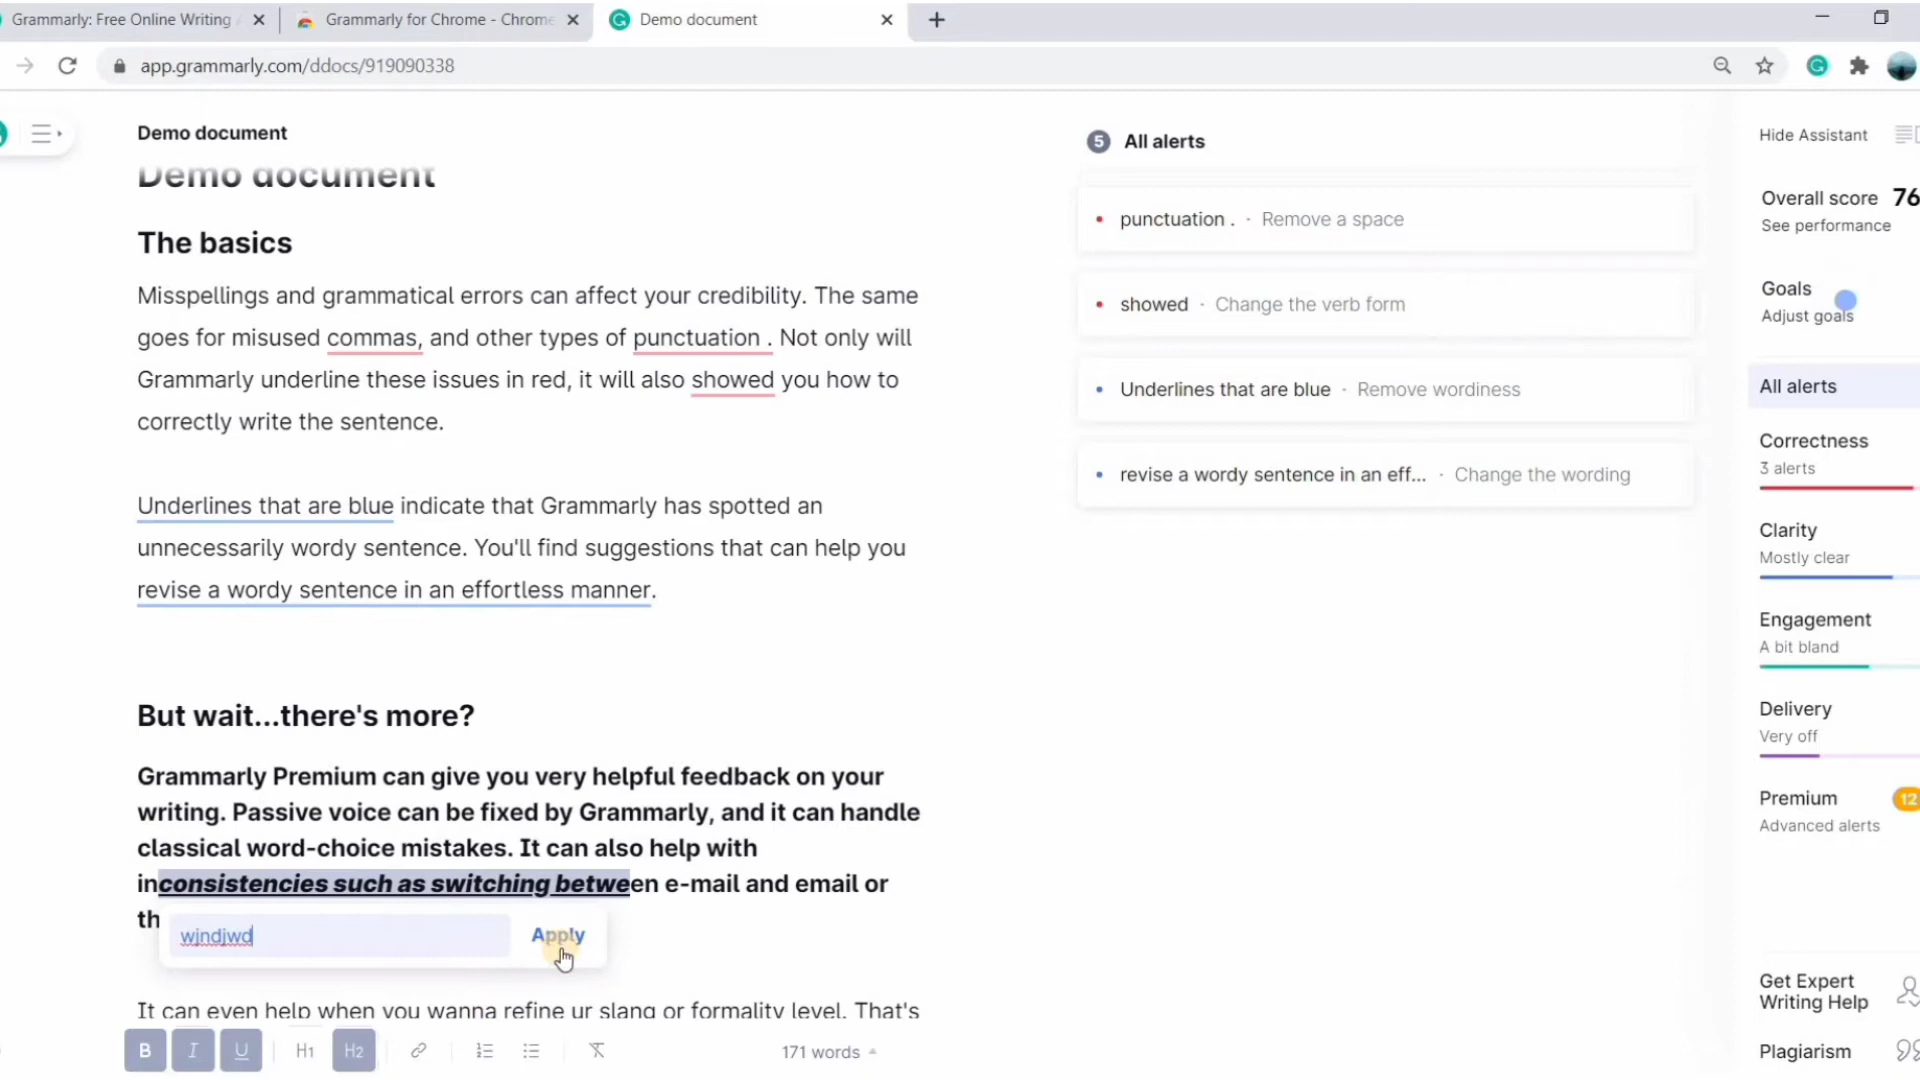 Grammarly: Free Online Writing
Grammarly for Chrome - Chrome
Demo document
app.grammarly.com/ddocs/919090338
Demo document
Demo document
The basics
Misspellings and grammatical errors can affect your credibility. The same
goes for misused commas, and other types of punctuation . Not only will
Grammarly underline these issues in red, it will also showed you how to
correctly write the sentence.
Underlines that are blue indicate that Grammarly has spotted an
unnecessarily wordy sentence. You'll find suggestions that can help you
revise a wordy sentence in an effortless manner.
But wait...there's more?
Grammarly Premium can give you very helpful feedback on your
writing. Passive voice can be fixed by Grammarly, and it can handle
classical word-choice mistakes. It can also help with
inconsistencies such as switching between e-mail and email or
th
wjndjwd Apply
It can even help when you wanna refine ur slang or formality level. That's
B I U H1 H2 171 words
5 All alerts
punctuation . · Remove a space
showed · Change the verb form
Underlines that are blue · Remove wordiness
revise a wordy sentence in an eff... · Change the wording
Hide Assistant
Overall score 76
See performance
Goals
Adjust goals
All alerts
Correctness
3 alerts
Clarity
Mostly clear
Engagement
A bit bland
Delivery
Very off
Premium 12
Advanced alerts
Get Expert
Writing Help
Plagiarism